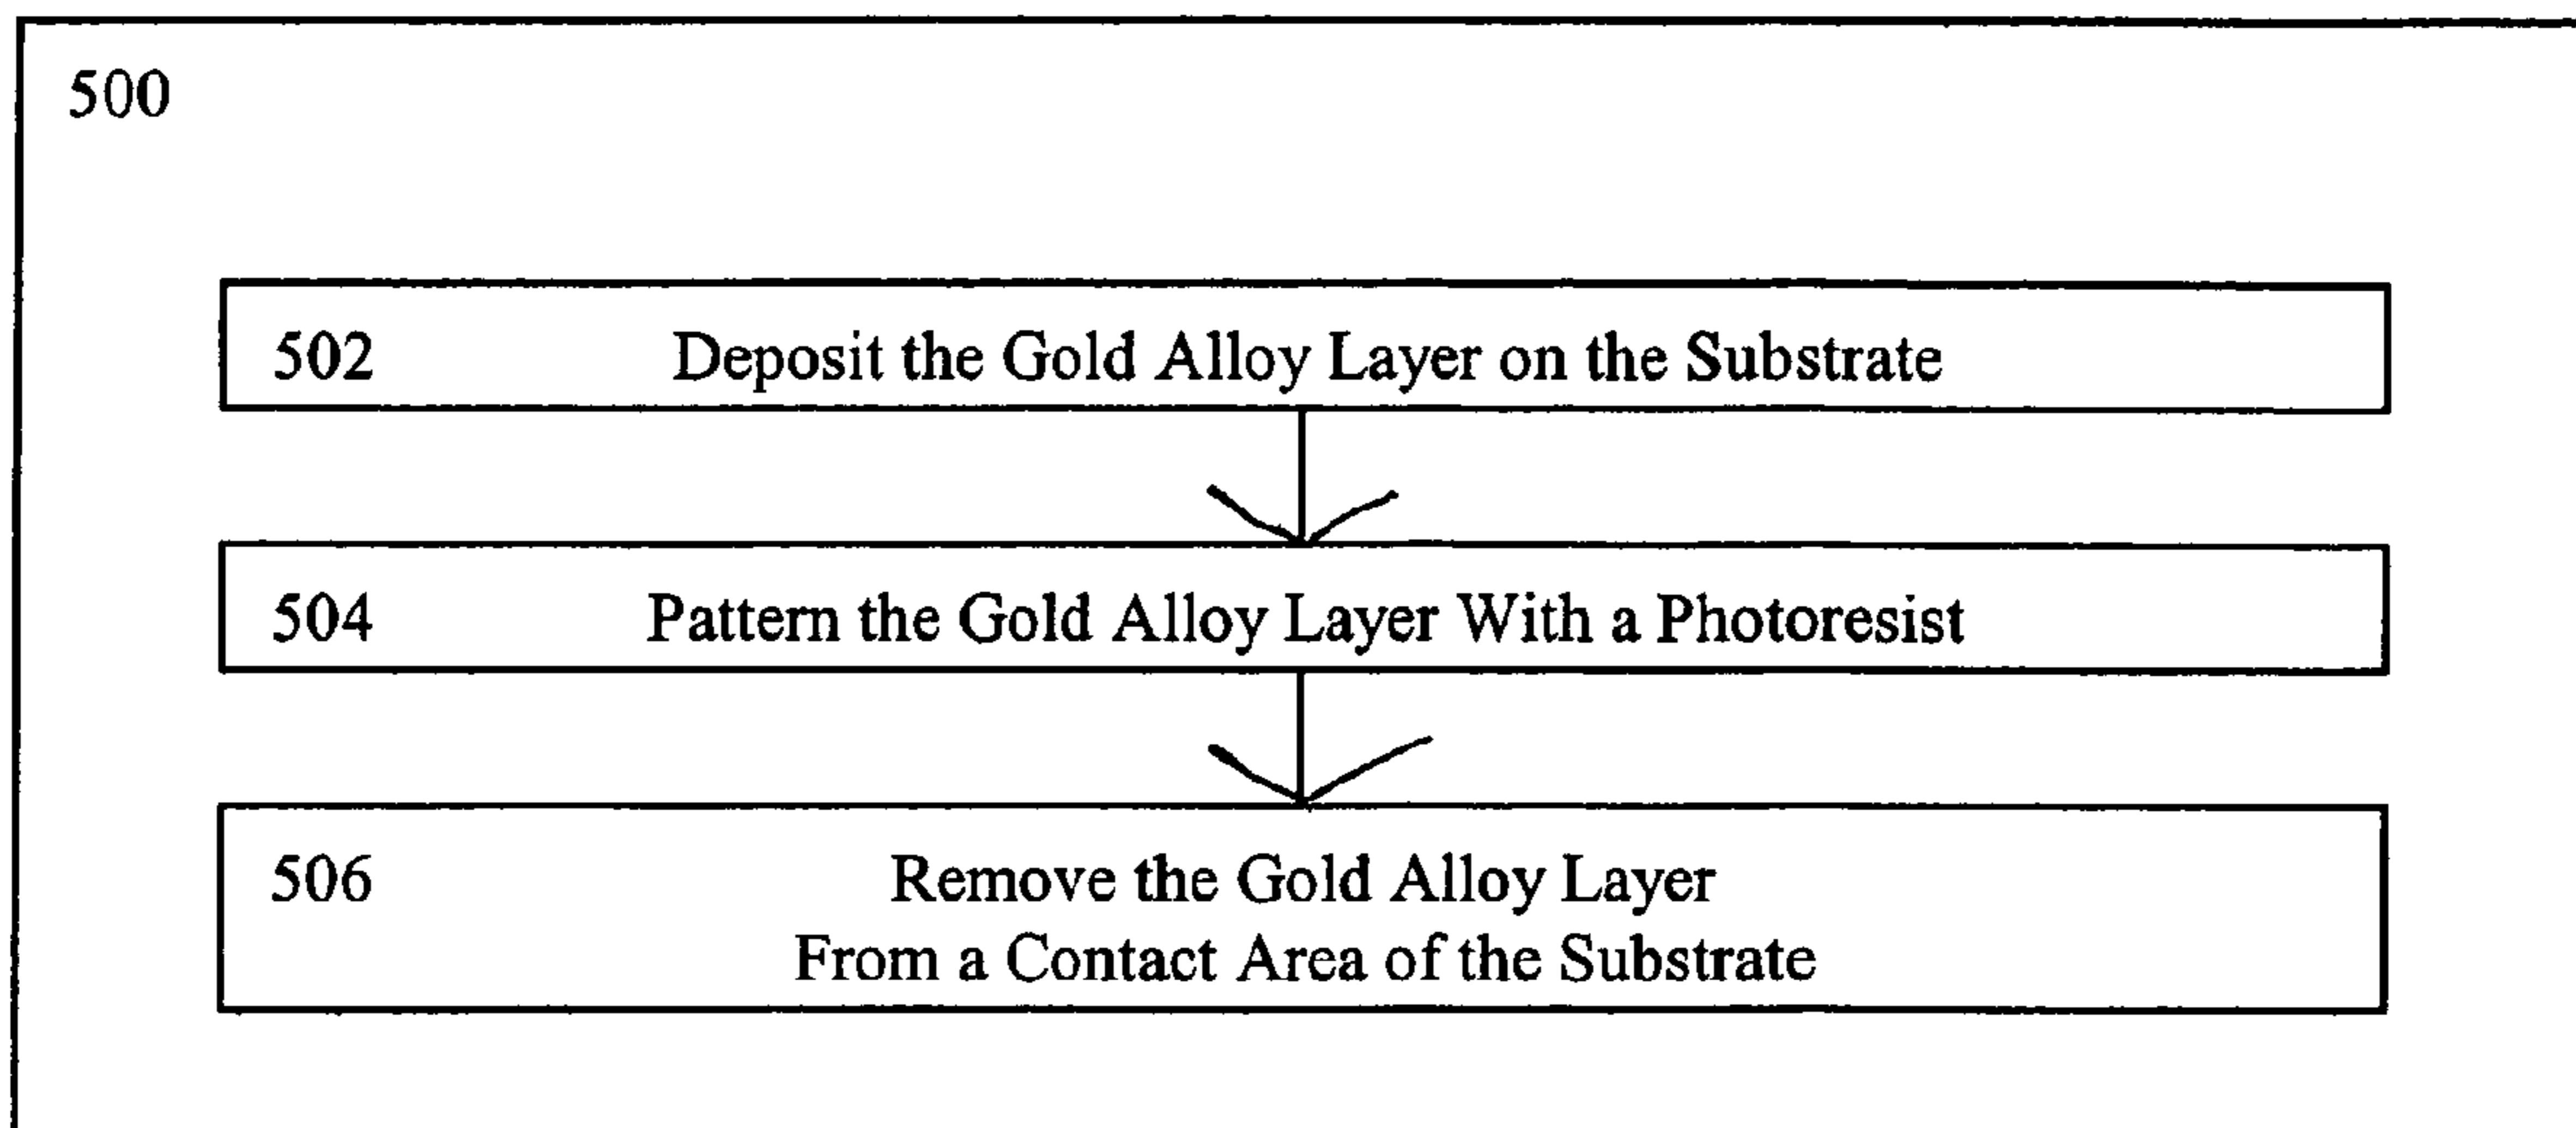 500
502 Deposit the Gold Alloy Layer on the Substrate
504 Pattern the Gold Alloy Layer With a Photoresist
506 Remove the Gold Alloy Layer
From a Contact Area of the Substrate